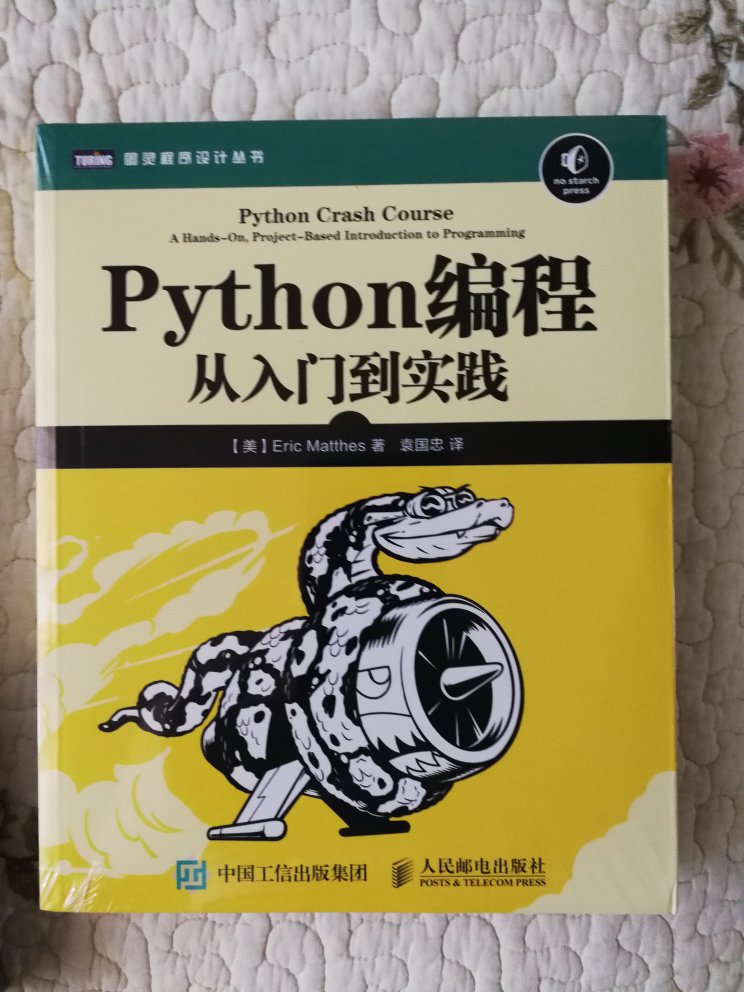 TURING 图灵程序设计丛书
no starch
press
Python Crash Course
A Hands-On, Project-Based Introduction to Programming
Python编程
从入门到实践
【美】Eric Matthes 著 袁国忠 译
中国工信出版集团
人民邮电出版社
POSTS & TELECOM PRESS